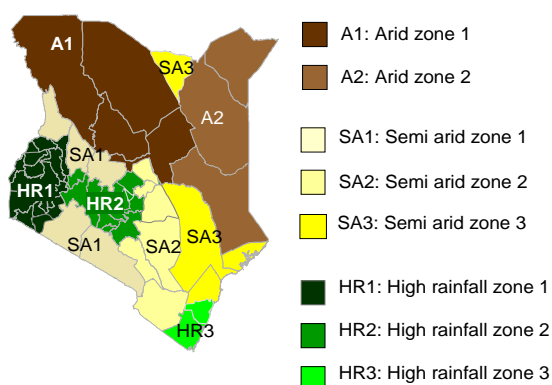 A1
SA3
A2
SA1
HR1
HR2
SA3
SA1
SA2
HR3
A1: Arid zone 1
A2: Arid zone 2
SA1: Semi arid zone 1
SA2: Semi arid zone 2
SA3: Semi arid zone 3
HR1: High rainfall zone 1
HR2: High rainfall zone 2
HR3: High rainfall zone 3